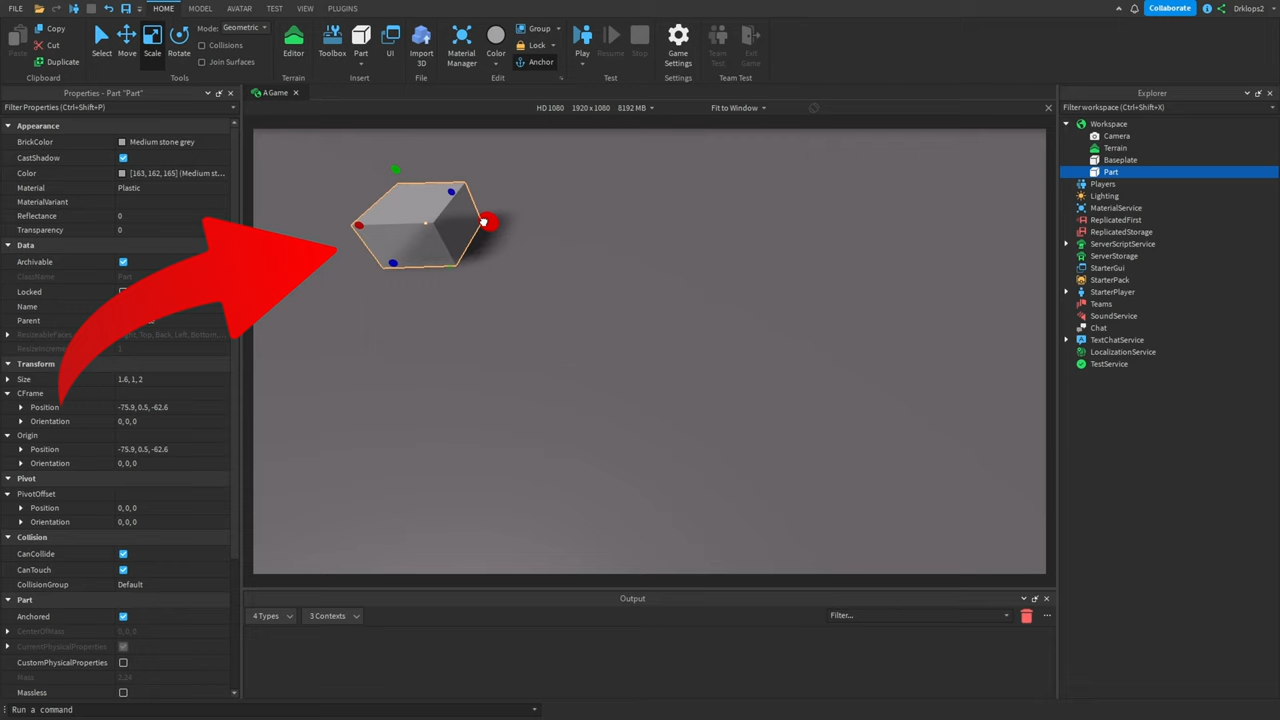 FILE HOME MODEL AVATAR TEST VIEW PLUGINS Collaborate Drklops2
Paste Copy Cut Duplicate Select Move Scale Rotate Mode: Geometric Collisions Join Surfaces Editor Toolbox Part UI Import 3D Material Manager Color Group Lock Anchor Play Resume Stop Game Settings Team Test Exit Game
Clipboard Tools Terrain Insert File Edit Test Settings Team Test
Properties - Part "Part"
Filter Properties (Ctrl+Shift+P)
Appearance
BrickColor Medium stone grey
CastShadow
Color [163, 162, 165] (Medium st...
Material Plastic
MaterialVariant
Reflectance 0
Transparency 0
Data
Archivable
ClassName Part
Locked
Name
Parent
ResizeableFaces ight, Top, Back, Left, Bottom,...
Transform
Size 1.6, 1, 2
CFrame
Position -75.9, 0.5, -62.6
Orientation 0, 0, 0
Origin
Position -75.9, 0.5, -62.6
Orientation 0, 0, 0
Pivot
PivotOffset
Position 0, 0, 0
Orientation 0, 0, 0
Collision
CanCollide
CanTouch
CollisionGroup Default
Part
Anchored
CenterOfMass 0, 0, 0
CurrentPhysicalProperties
CustomPhysicalProperties
Mass 2.24
Massless
A Game
HD 1080 1920 x 1080 8192 MB Fit to Window
Output
4 Types 3 Contexts Filter...
Explorer
Filter workspace (Ctrl+Shift+X)
Workspace
Camera
Terrain
Baseplate
Part
Players
Lighting
MaterialService
ReplicatedFirst
ReplicatedStorage
ServerScriptService
ServerStorage
StarterGui
StarterPack
StarterPlayer
Teams
SoundService
Chat
TextChatService
LocalizationService
TestService
Run a command